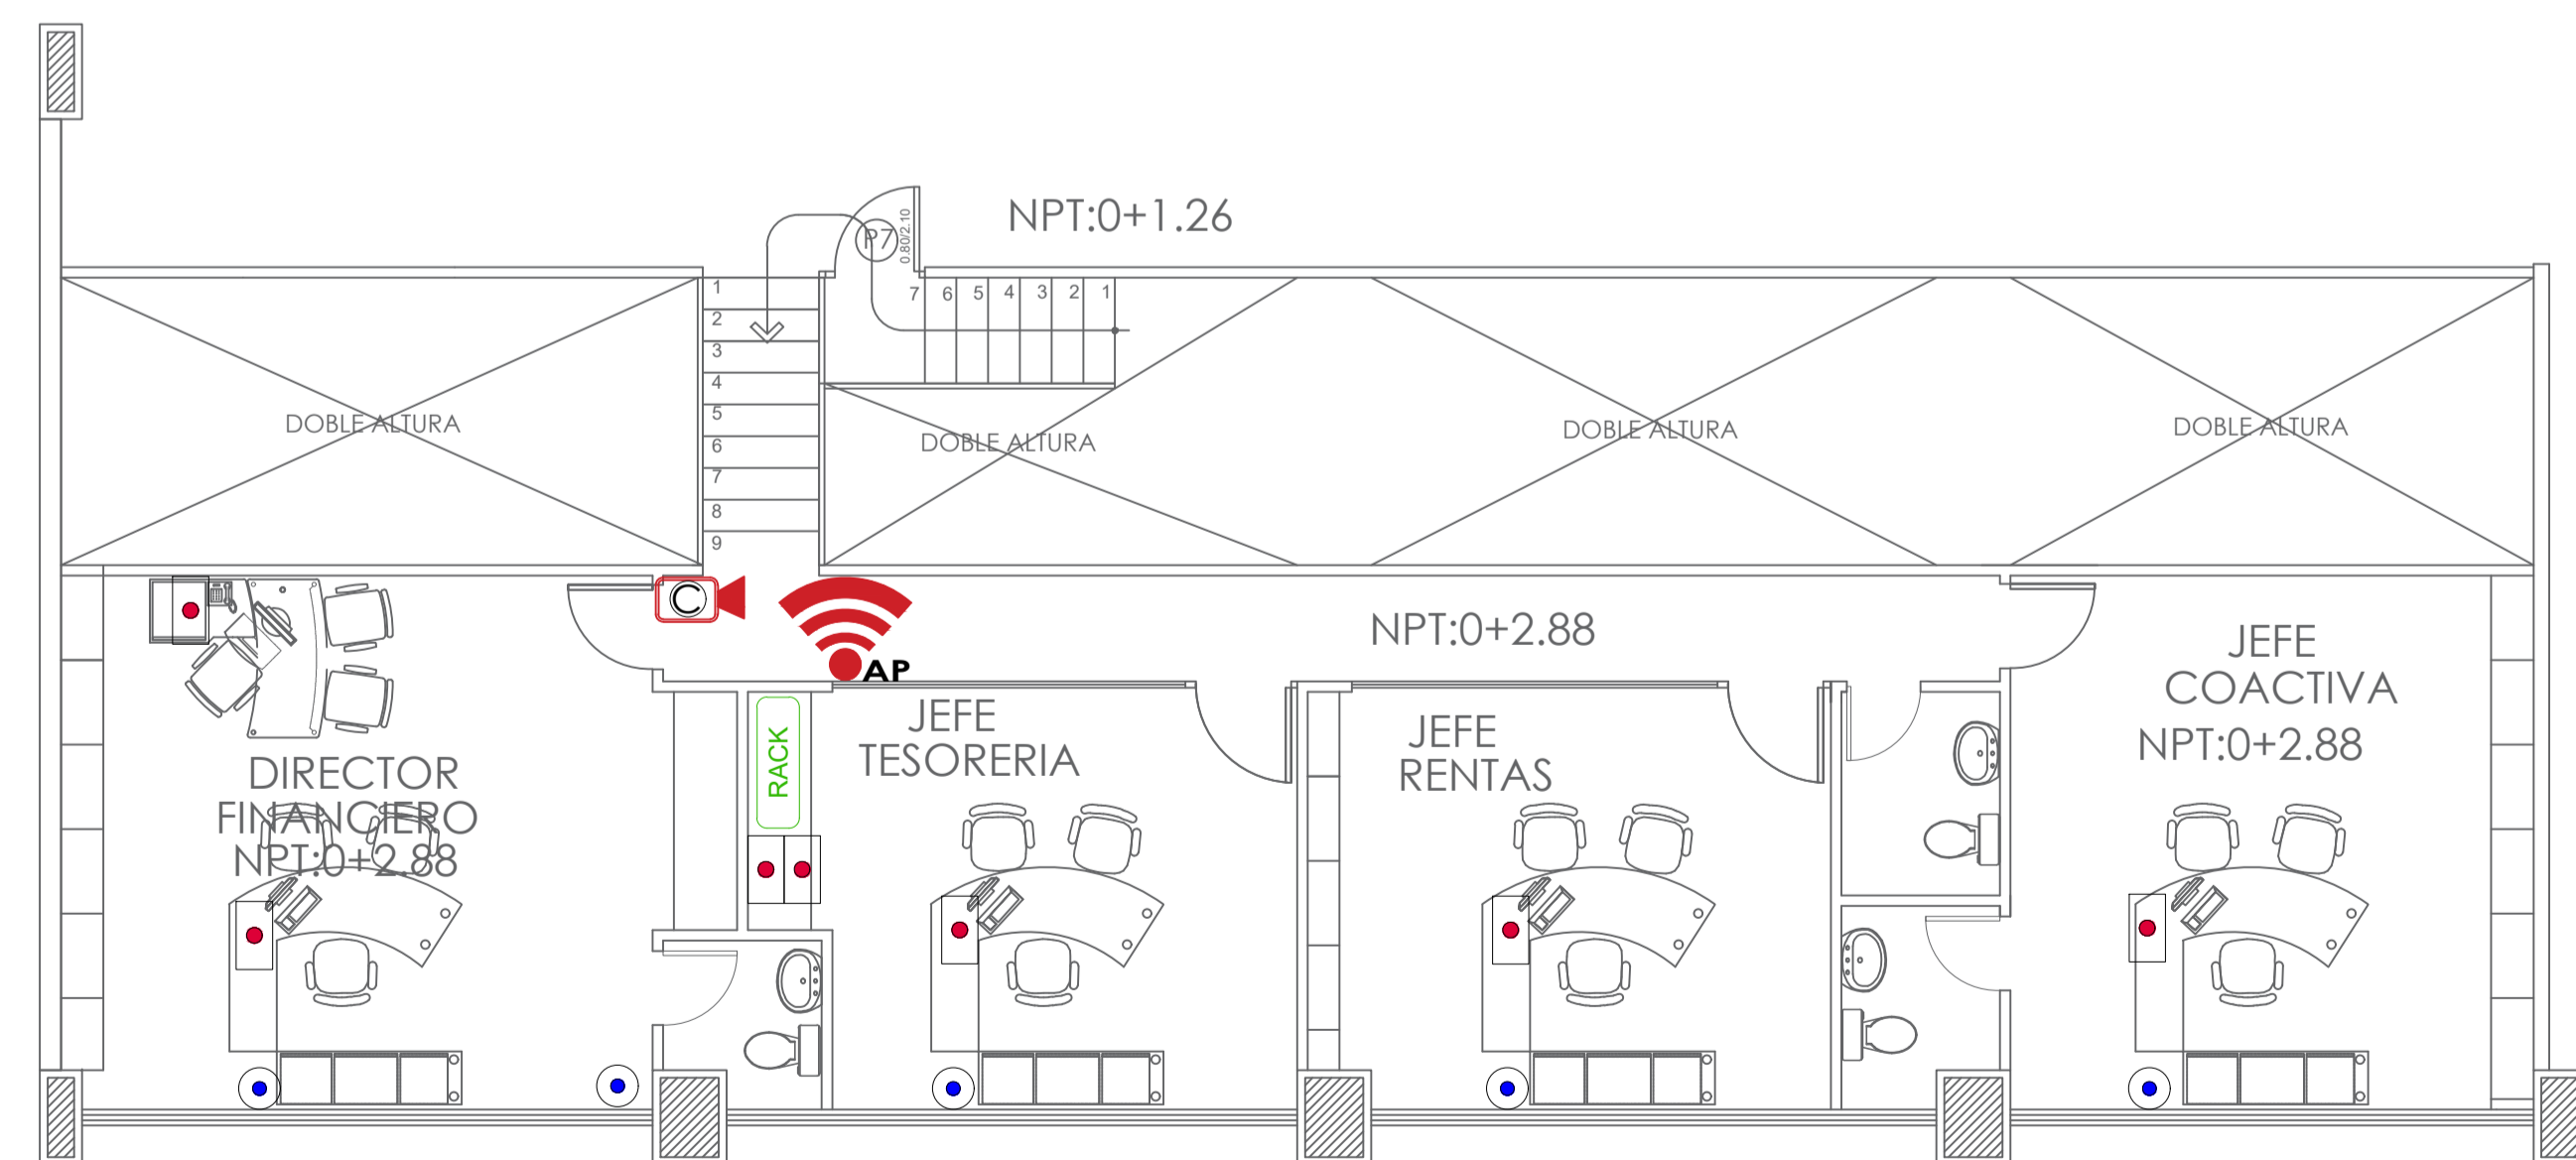 NPT:0+1.26
P7
0.80/2.10
1
2
3
4
5
6
7
8
9
7 6 5 4 3 2 1
DOBLE ALTURA
DOBLE ALTURA
DOBLE ALTURA
DOBLE ALTURA
C
AP
NPT:0+2.88
DIRECTOR
FINANCIERO
NPT:0+2.88
RACK
JEFE
TESORERIA
JEFE
RENTAS
JEFE
COACTIVA
NPT:0+2.88